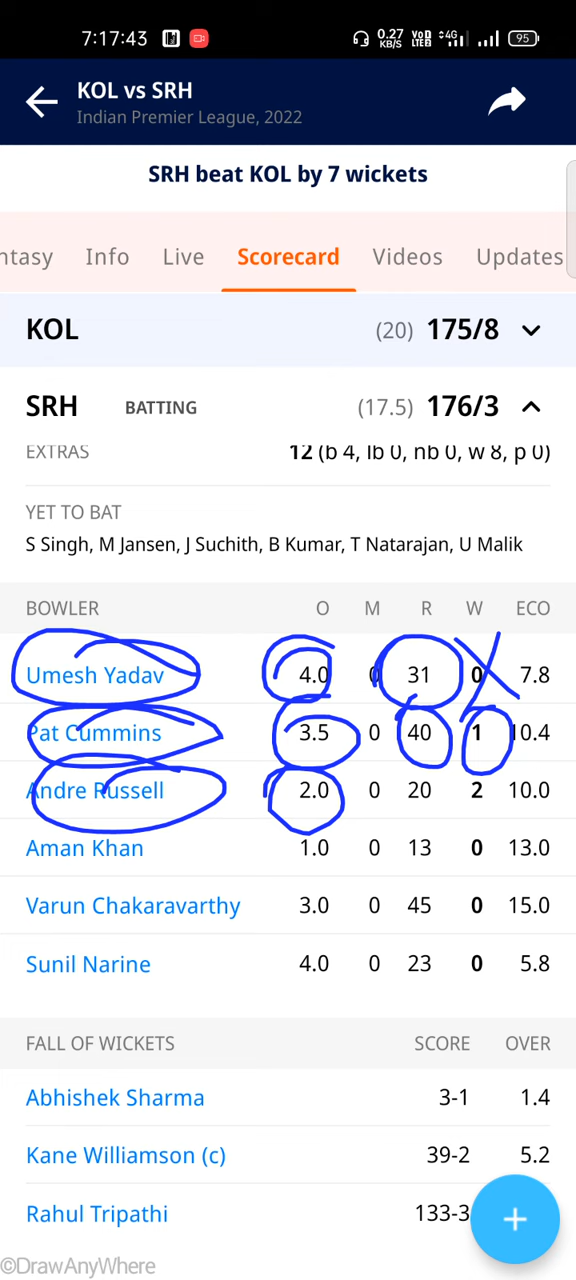 7:17:43 0.27 KB/S VoD LTE2 4G 95
KOL vs SRH
Indian Premier League, 2022
SRH beat KOL by 7 wickets
ntasy Info Live Scorecard Videos Updates
KOL (20) 175/8
SRH BATTING (17.5) 176/3
EXTRAS 12 (b 4, lb 0, nb 0, w 8, p 0)
YET TO BAT
S Singh, M Jansen, J Suchith, B Kumar, T Natarajan, U Malik
BOWLER O M R W ECO
Umesh Yadav 4.0 0 31 0 7.8
Pat Cummins 3.5 0 40 1 10.4
Andre Russell 2.0 0 20 2 10.0
Aman Khan 1.0 0 13 0 13.0
Varun Chakaravarthy 3.0 0 45 0 15.0
Sunil Narine 4.0 0 23 0 5.8
FALL OF WICKETS SCORE OVER
Abhishek Sharma 3-1 1.4
Kane Williamson (c) 39-2 5.2
Rahul Tripathi 133-3
+
©DrawAnyWhere